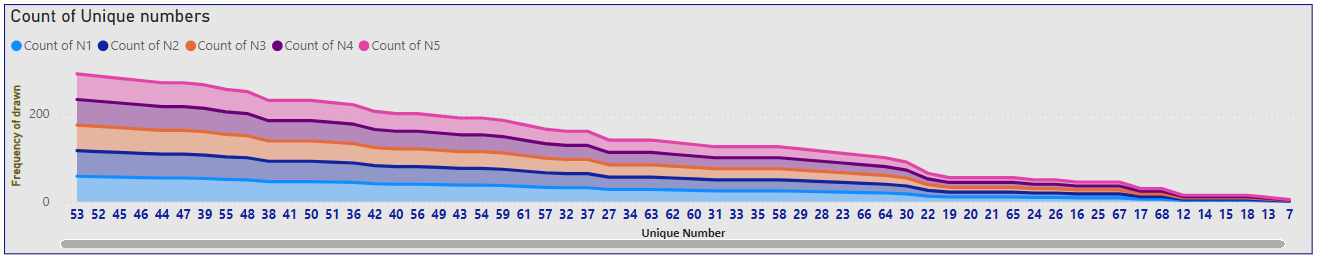 Count of Unique numbers
Count of N1 Count of N2 Count of N3 Count of N4 Count of N5
Frequency of drawn
200
0
53 52 45 46 44 47 39 55 48 38 41 50 51 36 42 40 56 49 43 54 59 61 57 32 37 27 34 63 62 60 31 33 35 58 29 28 23 66 64 30 22 19 20 21 65 24 26 16 25 67 17 68 12 14 15 18 13 7
Unique Number